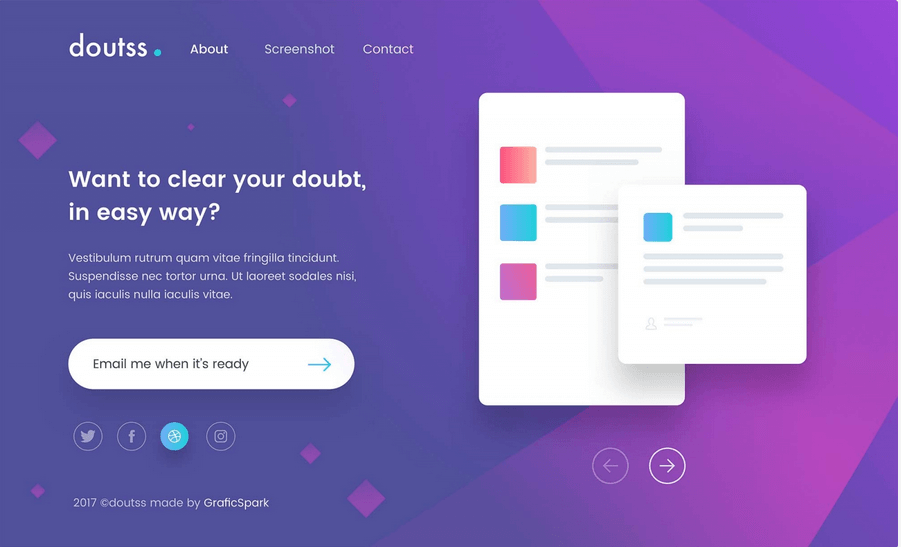 doutss.
About
Screenshot
Contact
Want to clear your doubt,
in easy way?
Vestibulum rutrum quam vitae fringilla tincidunt.
Suspendisse nec tortor urna. Ut laoreet sodales nisi,
quis iaculis nulla iaculis vitae.
Email me when it's ready
2017 ©doutss made by GraficSpark